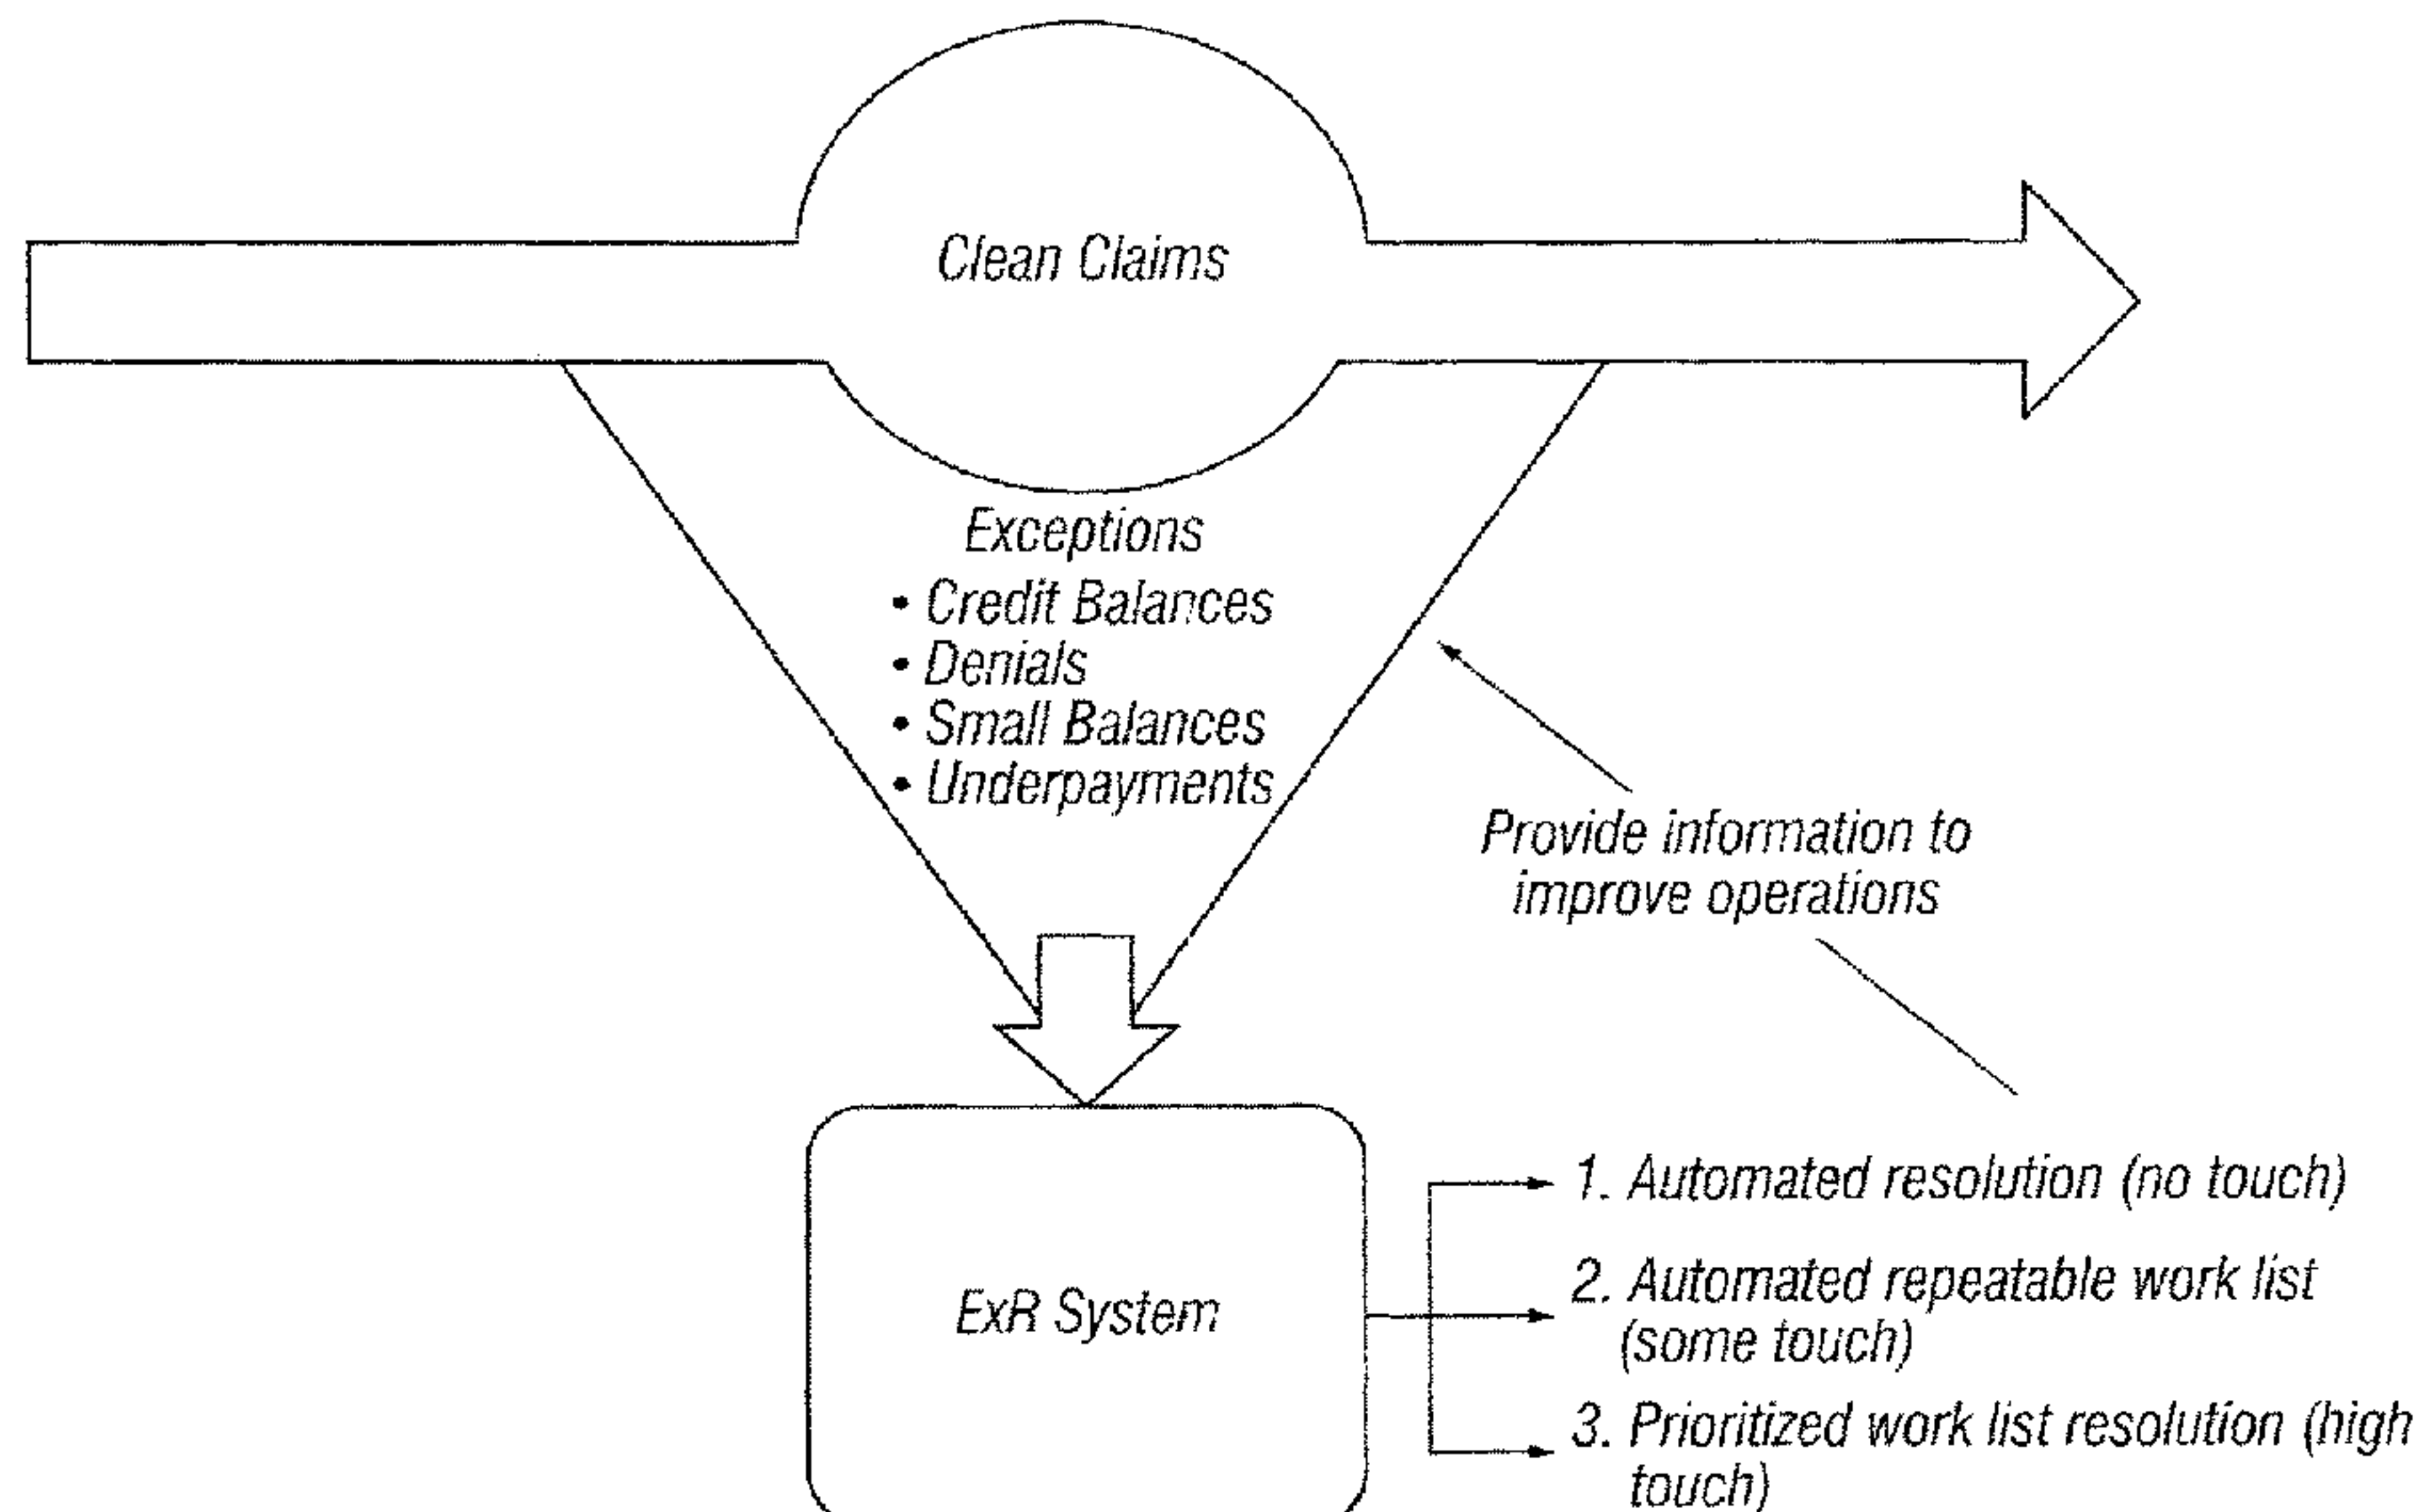 Clean Claims
Exceptions
• Credit Balances
• Denials
• Small Balances
• Underpayments
Provide information to
improve operations
ExR System
1. Automated resolution (no touch)
2. Automated repeatable work list
(some touch)
3. Prioritized work list resolution (high
touch)